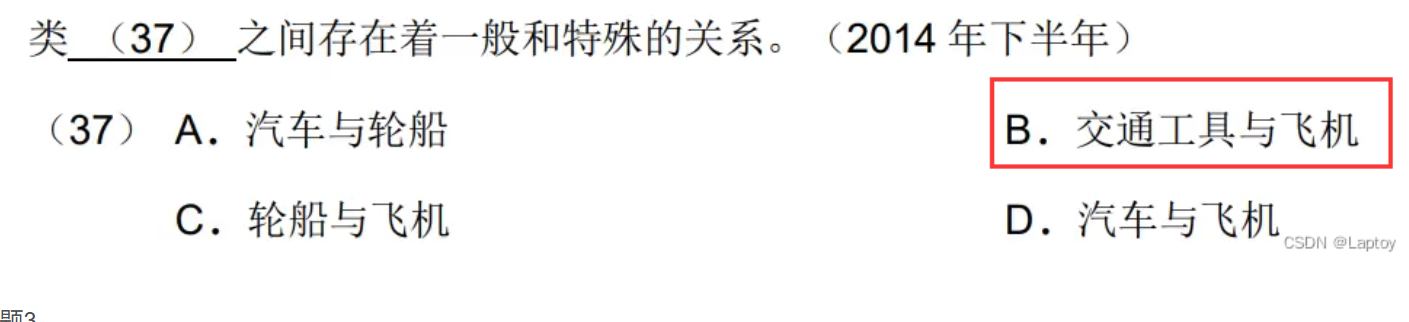 类 （37） 之间存在着一般和特殊的关系。（2014 年下半年）
（37） A．汽车与轮船 B．交通工具与飞机
C．轮船与飞机 D．汽车与飞机
CSDN @Laptoy
题3